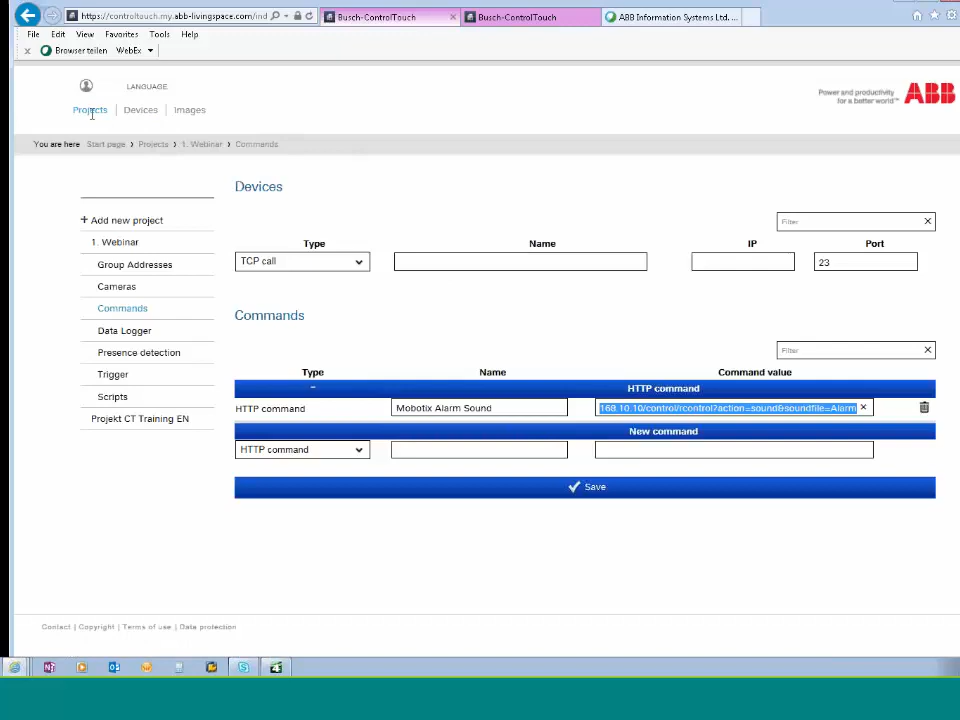 https://controltouch.my.abb-livingspace.com/ind
Busch-ControlTouch
Busch-ControlTouch
ABB Information Systems Ltd, ...
File Edit View Favorites Tools Help
Browser teilen WebEx
LANGUAGE
Projects | Devices | Images
Power and productivity
for a better world™
ABB
You are here Start page > Projects > 1. Webinar > Commands
Devices
+ Add new project
Filter
1. Webinar
Type Name IP Port
TCP call 23
Group Addresses
Cameras
Commands
Commands
Data Logger
Filter
Presence detection
Type Name Command value
Trigger
– HTTP command
Scripts
HTTP command Mobotix Alarm Sound 168.10.10/control/rcontrol?action=sound&soundfile=Alarm
Projekt CT Training EN
New command
HTTP command
Save
Contact | Copyright | Terms of use | Data protection